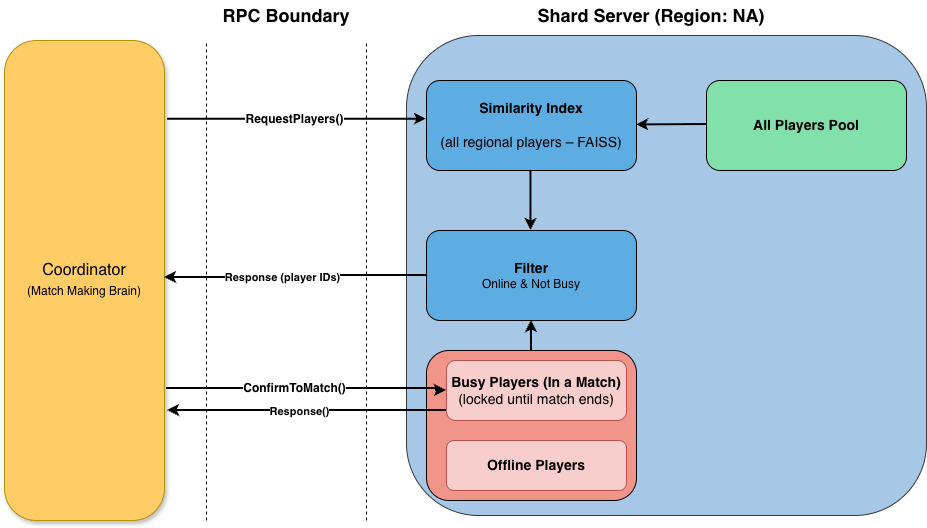 RPC Boundary
Shard Server (Region: NA)
RequestPlayers()
Similarity Index
(all regional players – FAISS)
All Players Pool
Coordinator
(Match Making Brain)
Response (player IDs)
Filter
Online & Not Busy
ConfirmToMatch()
Response()
Busy Players (In a Match)
(locked until match ends)
Offline Players